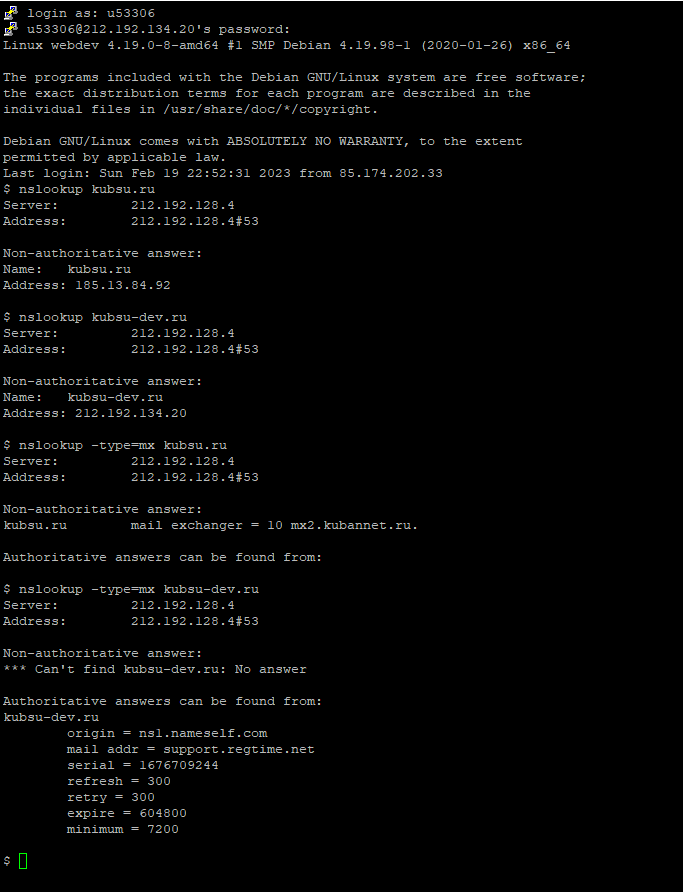 login as: u53306
u53306@212.192.134.20's password:
Linux webdev 4.19.0-8-amd64 #1 SMP Debian 4.19.98-1 (2020-01-26) x86_64

The programs included with the Debian GNU/Linux system are free software;
the exact distribution terms for each program are described in the
individual files in /usr/share/doc/*/copyright.

Debian GNU/Linux comes with ABSOLUTELY NO WARRANTY, to the extent
permitted by applicable law.
Last login: Sun Feb 19 22:52:31 2023 from 85.174.202.33
$ nslookup kubsu.ru
Server:         212.192.128.4
Address:        212.192.128.4#53

Non-authoritative answer:
Name:   kubsu.ru
Address: 185.13.84.92

$ nslookup kubsu-dev.ru
Server:         212.192.128.4
Address:        212.192.128.4#53

Non-authoritative answer:
Name:   kubsu-dev.ru
Address: 212.192.134.20

$ nslookup -type=mx kubsu.ru
Server:         212.192.128.4
Address:        212.192.128.4#53

Non-authoritative answer:
kubsu.ru        mail exchanger = 10 mx2.kubannet.ru.

Authoritative answers can be found from:

$ nslookup -type=mx kubsu-dev.ru
Server:         212.192.128.4
Address:        212.192.128.4#53

Non-authoritative answer:
*** Can't find kubsu-dev.ru: No answer

Authoritative answers can be found from:
kubsu-dev.ru
        origin = ns1.nameself.com
        mail addr = support.regtime.net
        serial = 1676709244
        refresh = 300
        retry = 300
        expire = 604800
        minimum = 7200

$